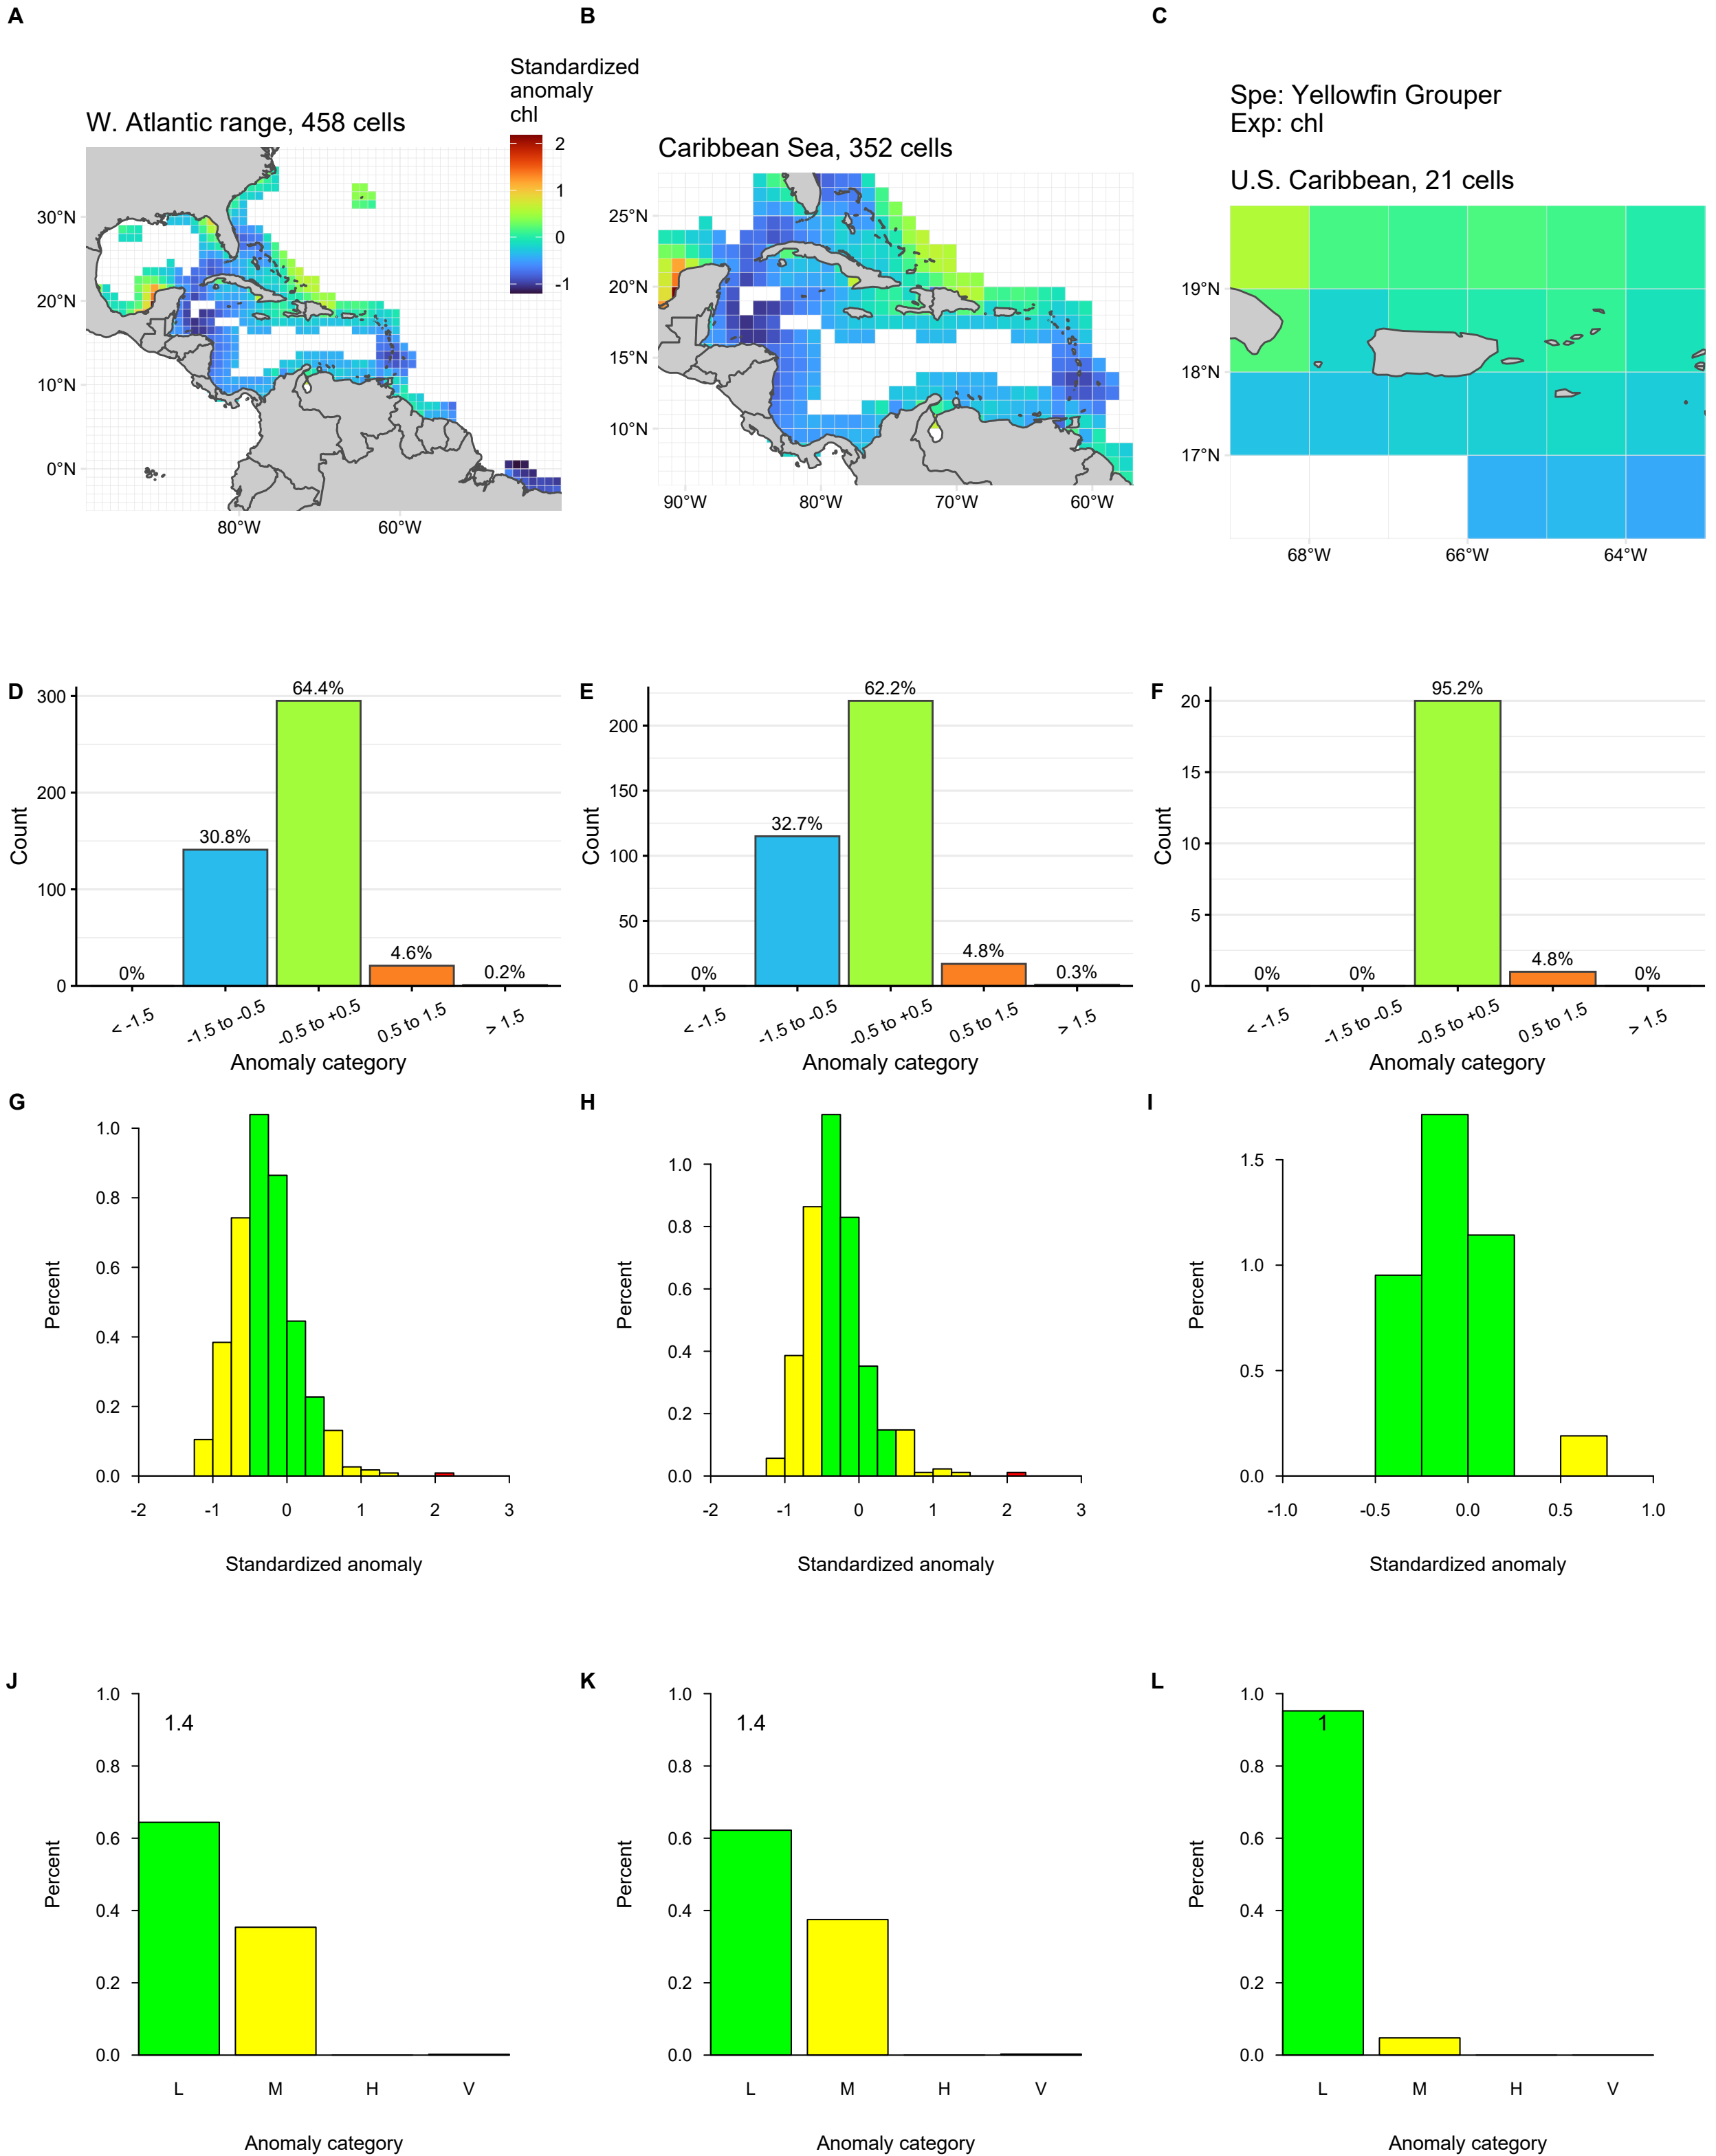 A
B
C
Standardized
anomaly
chl
W. Atlantic range, 458 cells
2
1
0
-1
30°N
20°N
10°N
0°N
80°W
60°W
Caribbean Sea, 352 cells
25°N
20°N
15°N
10°N
90°W
80°W
70°W
60°W
Spe: Yellowfin Grouper
Exp: chl
U.S. Caribbean, 21 cells
19°N
18°N
17°N
68°W
66°W
64°W
D
Count
300
200
100
0
0%
30.8%
64.4%
4.6%
0.2%
< -1.5
-1.5 to -0.5
-0.5 to +0.5
0.5 to 1.5
> 1.5
Anomaly category
E
Count
200
150
100
50
0
0%
32.7%
62.2%
4.8%
0.3%
< -1.5
-1.5 to -0.5
-0.5 to +0.5
0.5 to 1.5
> 1.5
Anomaly category
F
Count
20
15
10
5
0
0%
0%
95.2%
4.8%
0%
< -1.5
-1.5 to -0.5
-0.5 to +0.5
0.5 to 1.5
> 1.5
Anomaly category
G
Percent
1.0
0.8
0.6
0.4
0.2
0.0
-2
-1
0
1
2
3
Standardized anomaly
H
Percent
1.0
0.8
0.6
0.4
0.2
0.0
-2
-1
0
1
2
3
Standardized anomaly
I
Percent
1.5
1.0
0.5
0.0
-1.0
-0.5
0.0
0.5
1.0
Standardized anomaly
J
Percent
1.0
0.8
0.6
0.4
0.2
0.0
1.4
L
M
H
V
Anomaly category
K
Percent
1.0
0.8
0.6
0.4
0.2
0.0
1.4
L
M
H
V
Anomaly category
L
Percent
1.0
0.8
0.6
0.4
0.2
0.0
1
L
M
H
V
Anomaly category